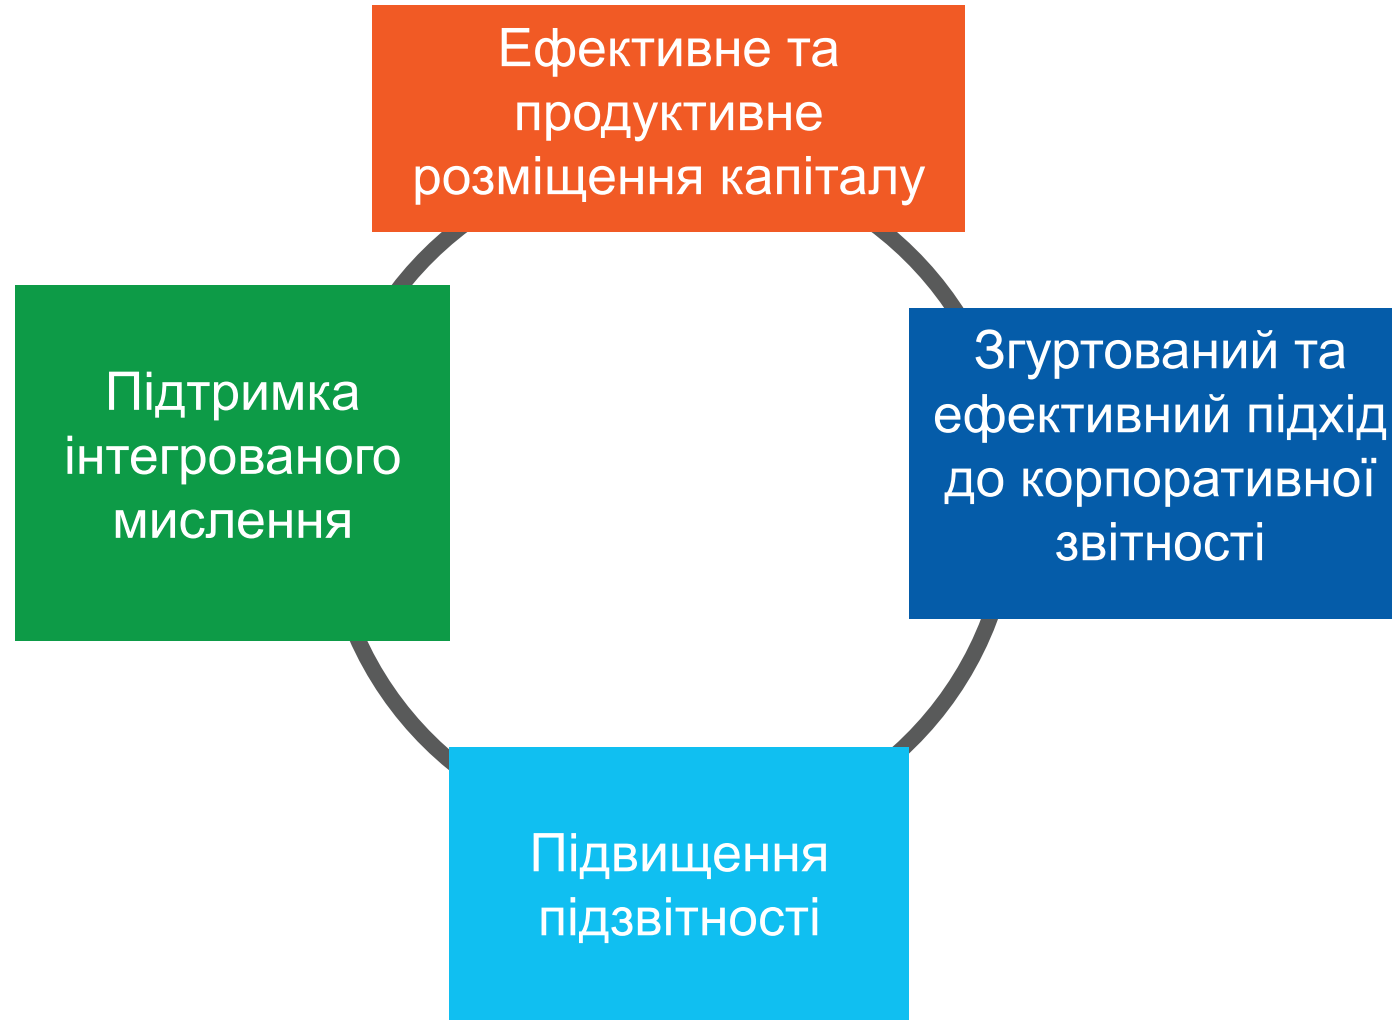 Ефективне та
продуктивне
розміщення капіталу
Згуртований та
ефективний підхід
до корпоративної
звітності
Підвищення
підзвітності
Підтримка
інтегрованого
мислення